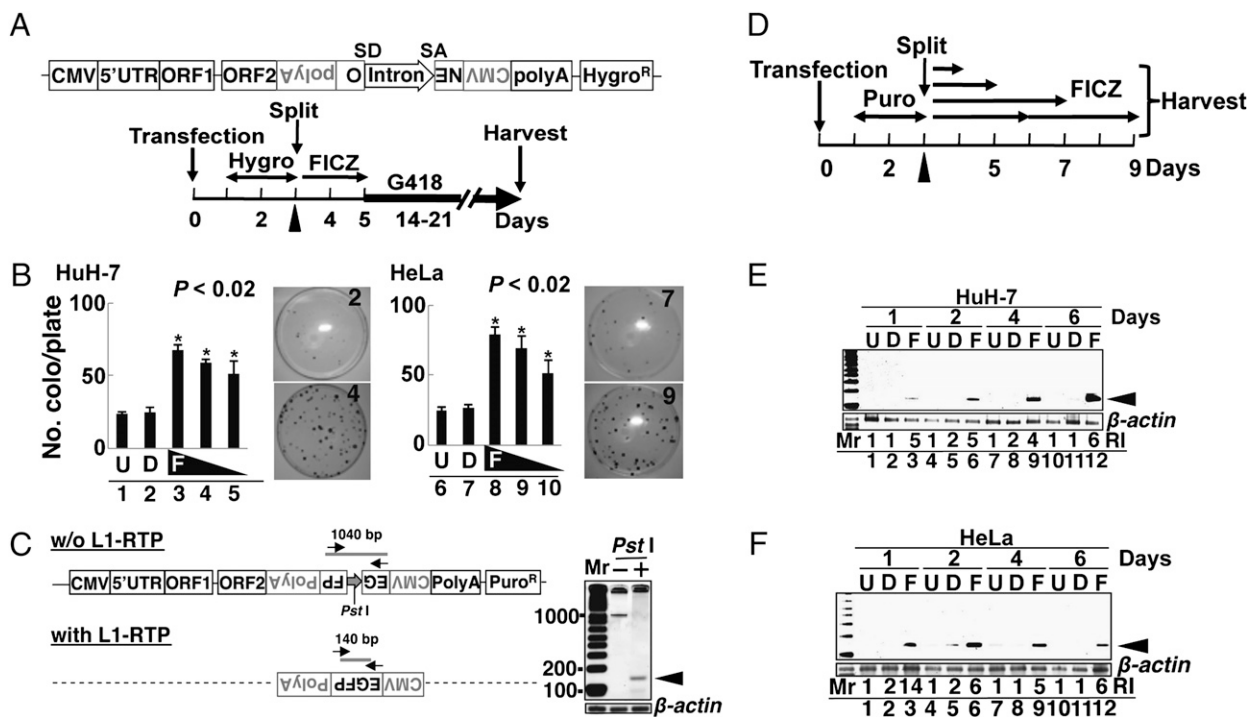 A
SD SA
CMV 5'UTR ORF1 ORF2 polyA O Intron NE CMV polyA Hygro^R
Split
Transfection Harvest
Hygro FICZ
G418
0 2 4 5 14-21 Days
D
Split
Transfection
Puro FICZ Harvest
0 2 5 7 9 Days
B
HuH-7
P < 0.02
No. colo/plate
100
50
0
* * *
U D F
1 2 3 4 5
2
4
HeLa
P < 0.02
100
50
0
* * *
U D F
6 7 8 9 10
7
9
C
w/o L1-RTP
1040 bp
CMV 5'UTR ORF1 ORF2 PolyA FP EG CMV PolyA Puro^R
Pst I
with L1-RTP
140 bp
PolyA EGFP CMV
Pst I
Mr − +
1000-
200-
100-
β-actin
E
HuH-7
1 2 4 6 Days
U D F U D F U D F U D F
β-actin
Mr 1 1 5 1 2 5 1 2 4 1 1 6 RI
1 2 3 4 5 6 7 8 9 10 11 12
F
HeLa
1 2 4 6 Days
U D F U D F U D F U D F
β-actin
Mr 1 2 14 1 2 6 1 1 5 1 1 6 RI
1 2 3 4 5 6 7 8 9 10 11 12